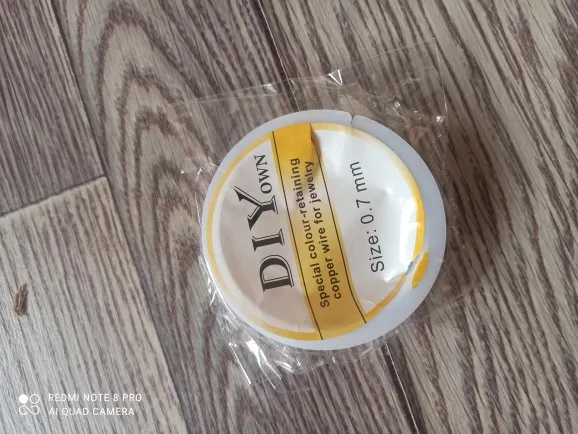 DIY OWN
Special colour-retaining
copper wire for jewelry
Size: 0.7 mm
REDMI NOTE 8 PRO
AI QUAD CAMERA